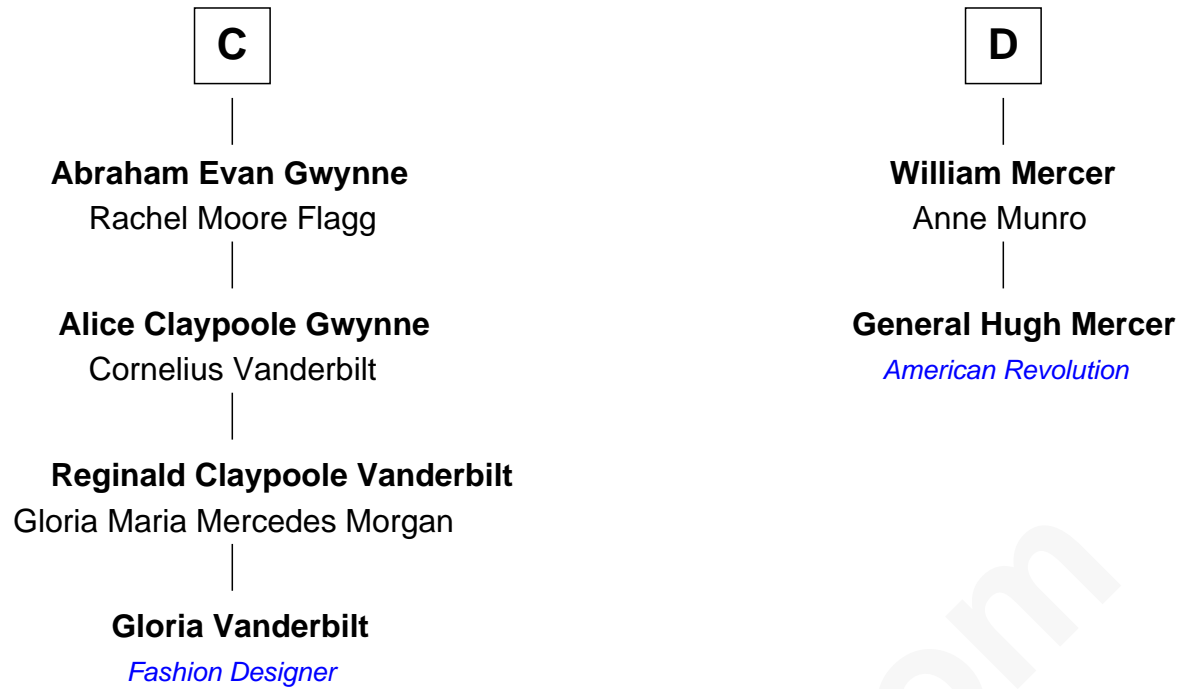 C
Abraham Evan Gwynne
Rachel Moore Flagg
Alice Claypoole Gwynne
Cornelius Vanderbilt
Reginald Claypoole Vanderbilt
Gloria Maria Mercedes Morgan
Gloria Vanderbilt
Fashion Designer
D
William Mercer
Anne Munro
General Hugh Mercer
American Revolution
om